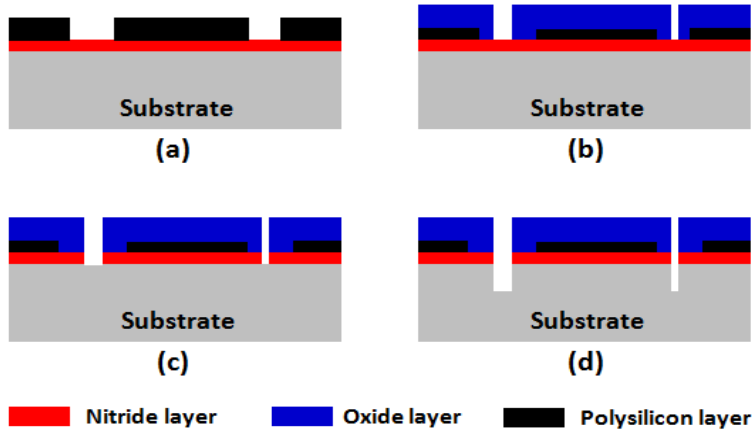 Substrate
(a)
Substrate
(b)
Substrate
(c)
Substrate
(d)
Nitride layer
Oxide layer
Polysilicon layer